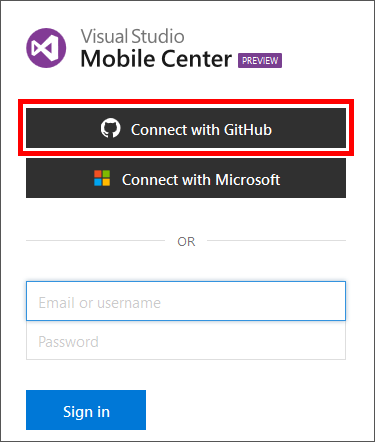 Visual Studio
Mobile Center PREVIEW
Connect with GitHub
Connect with Microsoft
OR
Email or username
Password
Sign in